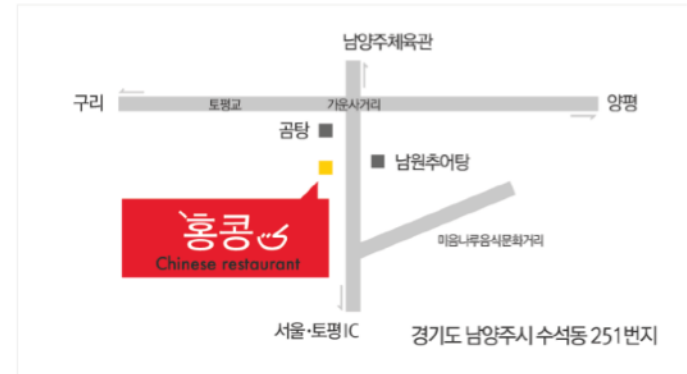 남양주체육관
구리
토평교
가운사거리
양평
곰탕
남원추어탕
홍콩
Chinese restaurant
미음나루음식문화거리
서울·토평IC
경기도 남양주시 수석동 251번지